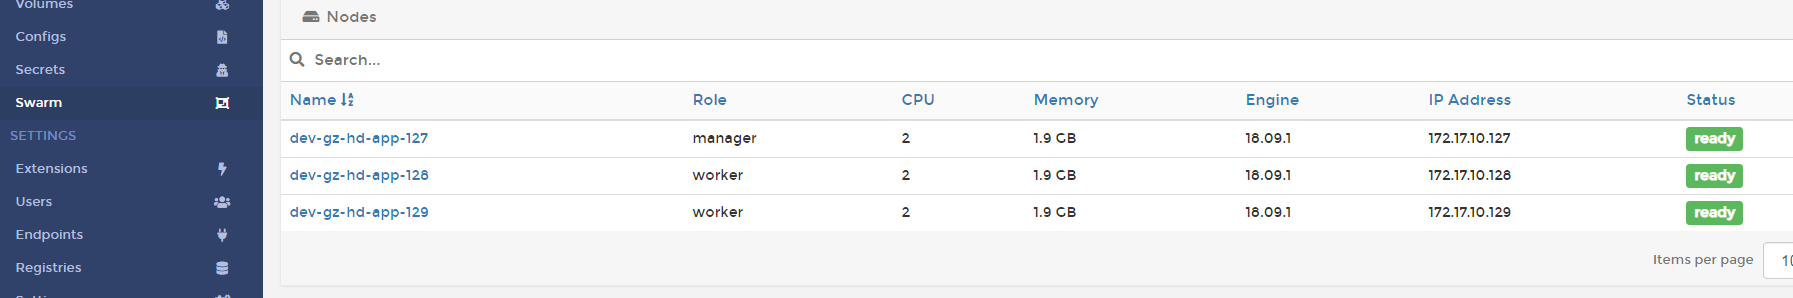 Volumes
Configs
Secrets
Swarm
SETTINGS
Extensions
Users
Endpoints
Registries
Nodes
Search...
Name Role CPU Memory Engine IP Address Status
dev-gz-hd-app-127 manager 2 1.9 GB 18.09.1 172.17.10.127 ready
dev-gz-hd-app-128 worker 2 1.9 GB 18.09.1 172.17.10.128 ready
dev-gz-hd-app-129 worker 2 1.9 GB 18.09.1 172.17.10.129 ready
Items per page 10